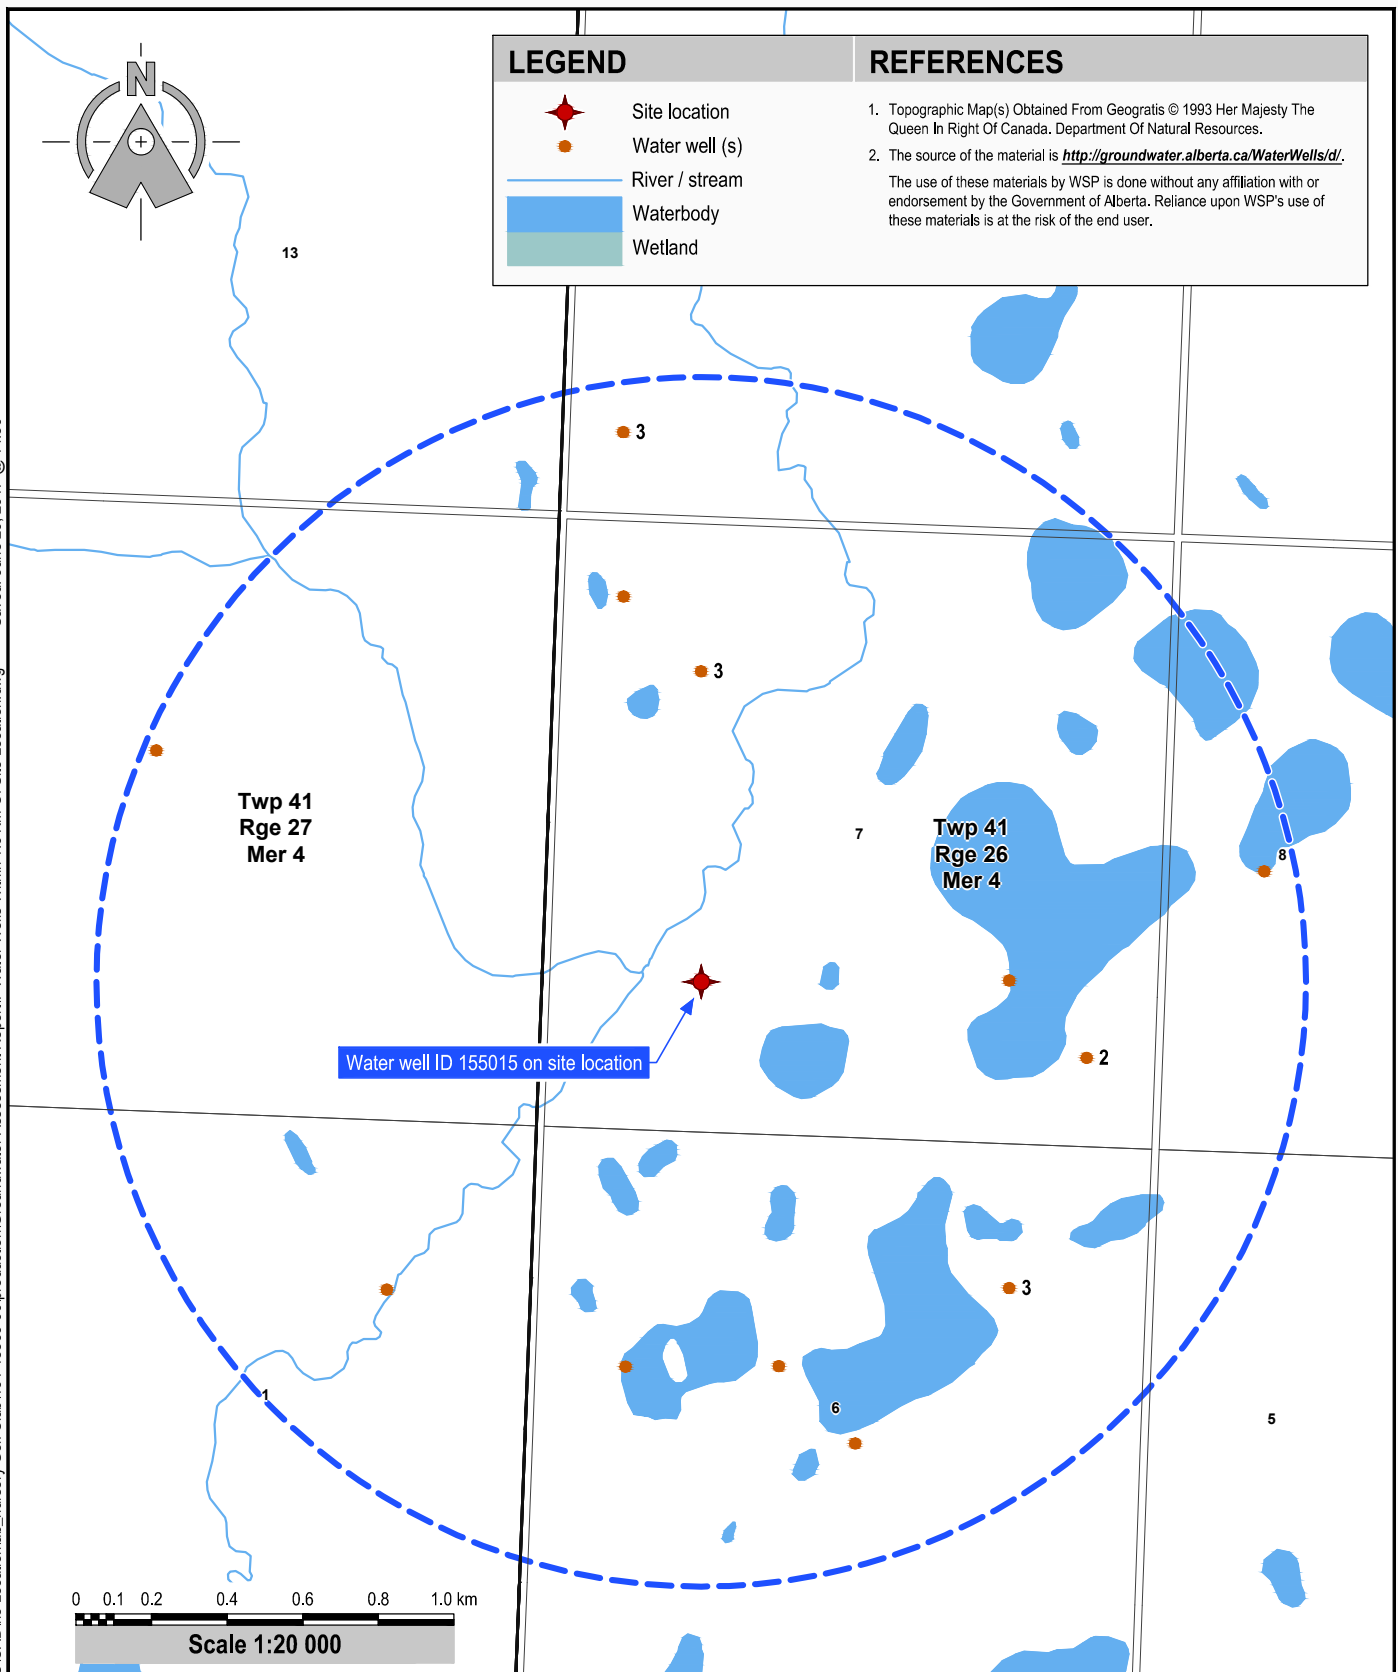 N
LEGEND
Site location
Water well (s)
River / stream
Waterbody
Wetland
REFERENCES
1. Topographic Map(s) Obtained From Geogratis © 1993 Her Majesty The
Queen In Right Of Canada. Department Of Natural Resources.
2. The source of the material is http://groundwater.alberta.ca/WaterWells/d/.
The use of these materials by WSP is done without any affiliation with or
endorsement by the Government of Alberta. Reliance upon WSP's use of
these materials is at the risk of the end user.
13
3
3
Twp 41
Rge 27
Mer 4
7
Twp 41
Rge 26
Mer 4
8
Water well ID 155015 on site location
2
3
1
6
5
0 0.1 0.2 0.4 0.6 0.8 1.0 km
Scale 1:20 000